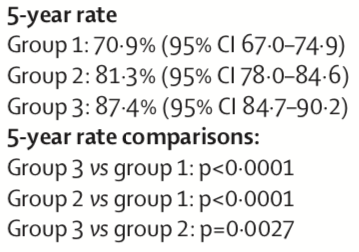 5-year rate
Group 1: 70·9% (95% CI 67·0–74·9)
Group 2: 81·3% (95% CI 78·0–84·6)
Group 3: 87·4% (95% CI 84·7–90·2)
5-year rate comparisons:
Group 3 vs group 1: p<0·0001
Group 2 vs group 1: p<0·0001
Group 3 vs group 2: p=0·0027